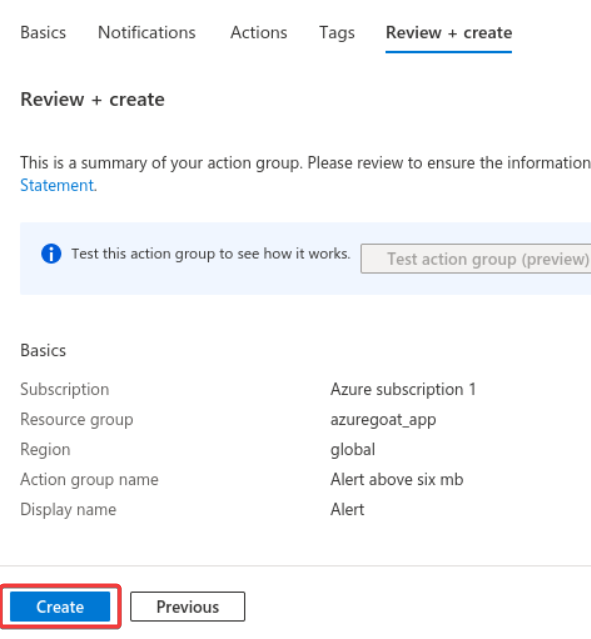 Basics Notifications Actions Tags Review + create
Review + create
This is a summary of your action group. Please review to ensure the information
Statement.
Test this action group to see how it works. Test action group (preview)
Basics
Subscription Azure subscription 1
Resource group azuregoat_app
Region global
Action group name Alert above six mb
Display name Alert
Create Previous